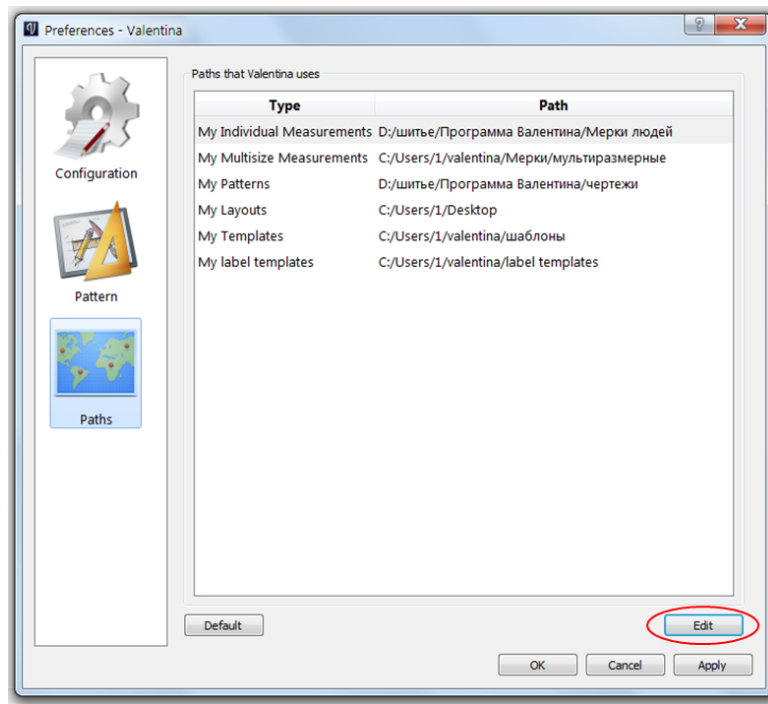 Preferences - Valentina
Paths that Valentina uses
Type Path
My Individual Measurements D:/шитье/Программа Валентина/Мерки людей
My Multisize Measurements C:/Users/1/valentina/Мерки/мультиразмерные
My Patterns D:/шитье/Программа Валентина/чертежи
My Layouts C:/Users/1/Desktop
My Templates C:/Users/1/valentina/шаблоны
My label templates C:/Users/1/valentina/label templates
Configuration
Pattern
Paths
Default Edit
OK Cancel Apply